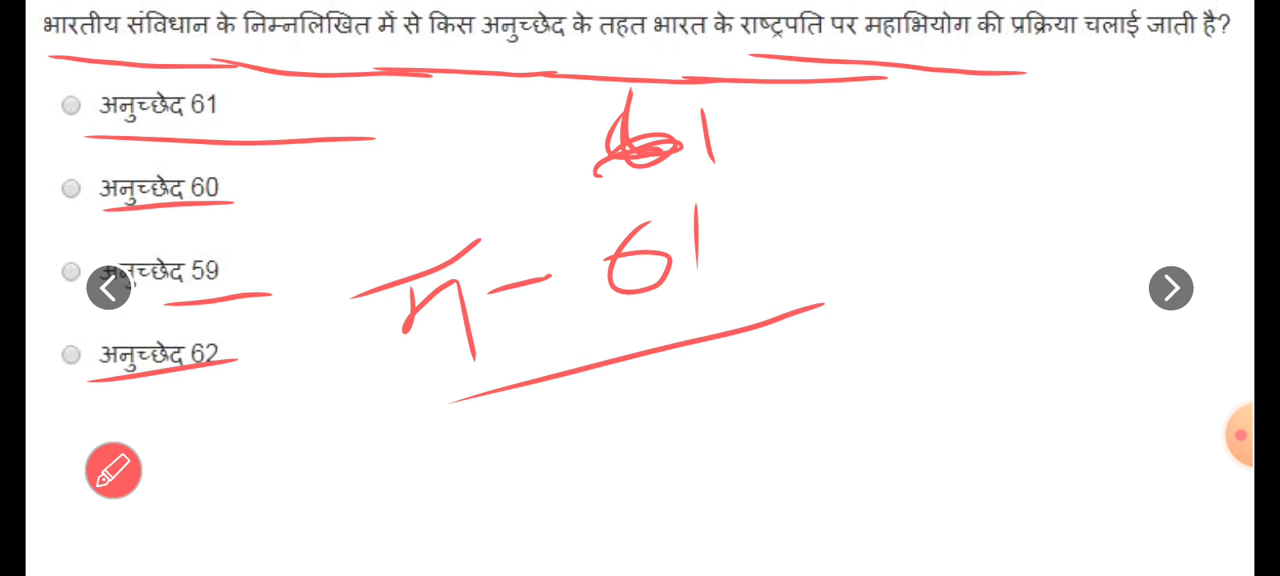 भारतीय संविधान के निम्नलिखित में से किस अनुच्छेद के तहत भारत के राष्ट्रपति पर महाभियोग की प्रक्रिया चलाई जाती है?
अनुच्छेद 61
61
अनुच्छेद 60
अनुच्छेद 59
61
अनुच्छेद 62